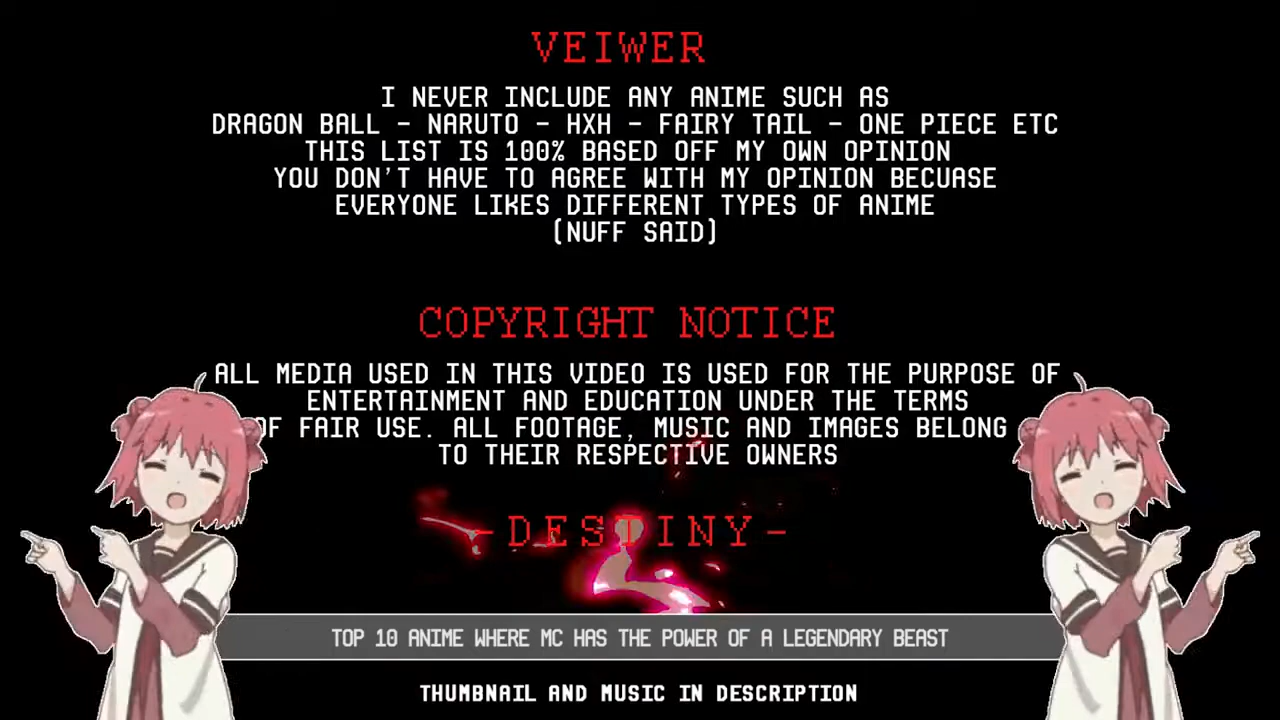 VEIWER
I NEVER INCLUDE ANY ANIME SUCH AS
DRAGON BALL - NARUTO - HXH - FAIRY TAIL - ONE PIECE ETC
THIS LIST IS 100% BASED OFF MY OWN OPINION
YOU DON'T HAVE TO AGREE WITH MY OPINION BECUASE
EVERYONE LIKES DIFFERENT TYPES OF ANIME
(NUFF SAID)
COPYRIGHT NOTICE
ALL MEDIA USED IN THIS VIDEO IS USED FOR THE PURPOSE OF
ENTERTAINMENT AND EDUCATION UNDER THE TERMS
OF FAIR USE. ALL FOOTAGE, MUSIC AND IMAGES BELONG
TO THEIR RESPECTIVE OWNERS
-DESTINY-
TOP 10 ANIME WHERE MC HAS THE POWER OF A LEGENDARY BEAST
THUMBNAIL AND MUSIC IN DESCRIPTION